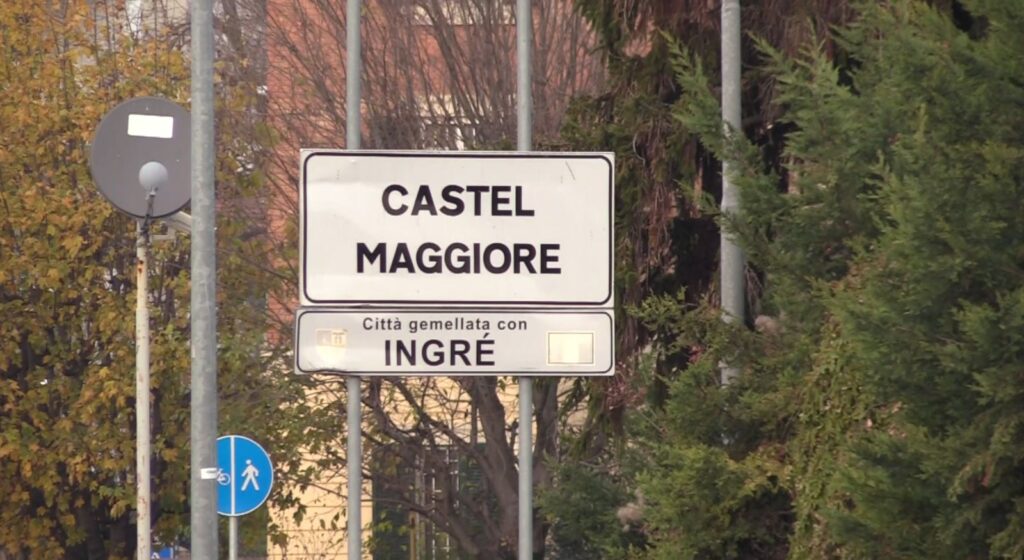 CASTEL
MAGGIORE
Città gemellata con
INGRÉ